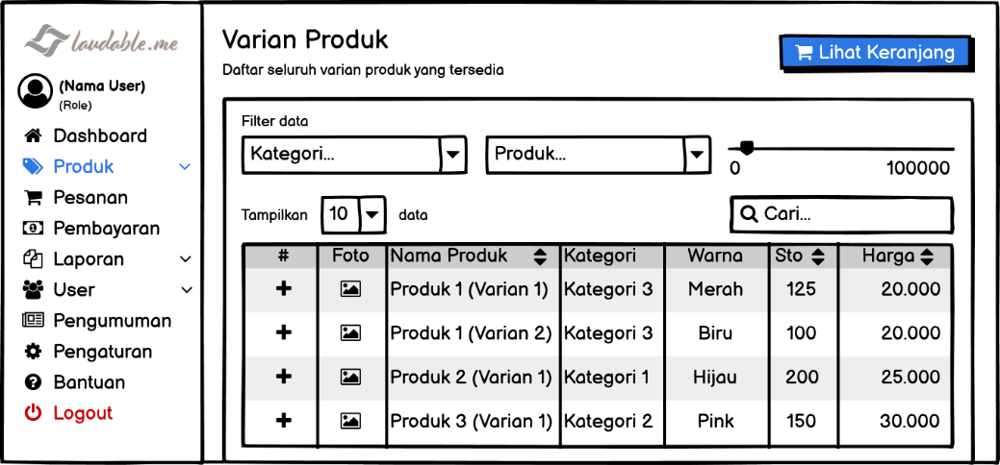 laudable.me
(Nama User)
(Role)
Dashboard
Produk
Pesanan
Pembayaran
Laporan
User
Pengumuman
Pengaturan
Bantuan
Logout
Varian Produk
Daftar seluruh varian produk yang tersedia
Lihat Keranjang
Filter data
Kategori...
Produk...
0 100000
Tampilkan 10 data
Cari...
# Foto Nama Produk Kategori Warna Sto Harga
+ Produk 1 (Varian 1) Kategori 3 Merah 125 20.000
+ Produk 1 (Varian 2) Kategori 3 Biru 100 20.000
+ Produk 2 (Varian 1) Kategori 1 Hijau 200 25.000
+ Produk 3 (Varian 1) Kategori 2 Pink 150 30.000